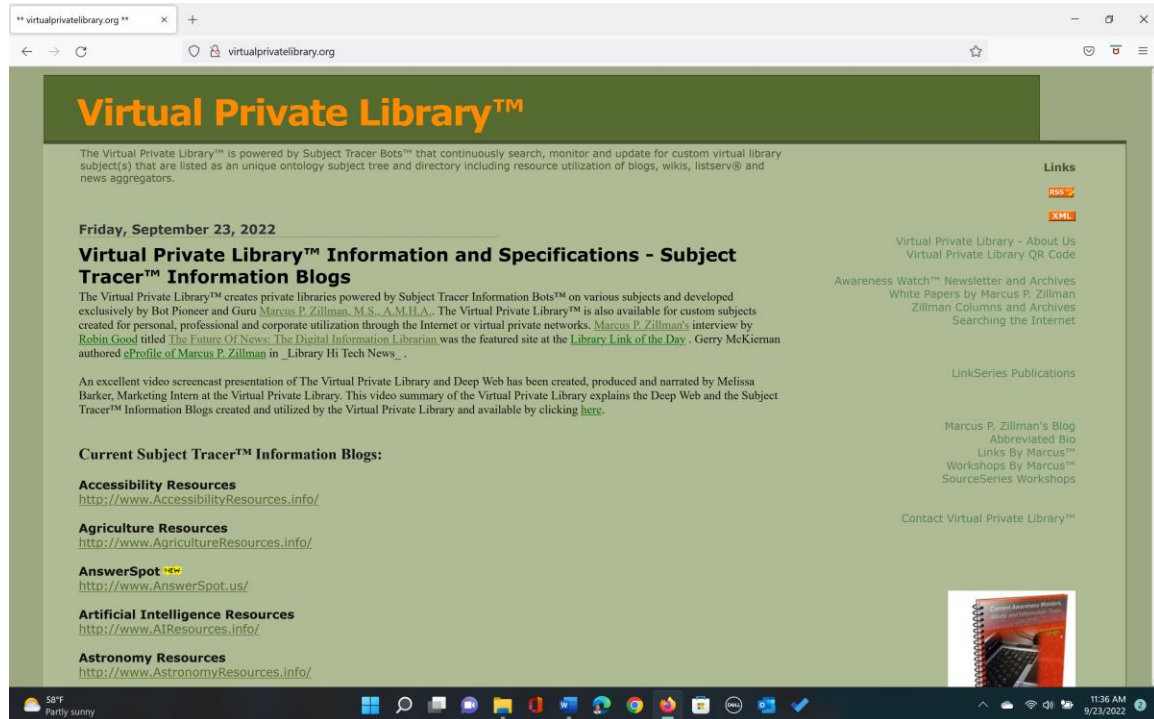 ** virtualprivatelibrary.org **
virtualprivatelibrary.org
Virtual Private Library™
The Virtual Private Library™ is powered by Subject Tracer Bots™ that continuously search, monitor and update for custom virtual library
subject(s) that are listed as an unique ontology subject tree and directory including resource utilization of blogs, wikis, listserv® and
news aggregators.
Friday, September 23, 2022
Virtual Private Library™ Information and Specifications - Subject
Tracer™ Information Blogs
The Virtual Private Library™ creates private libraries powered by Subject Tracer Information Bots™ on various subjects and developed
exclusively by Bot Pioneer and Guru Marcus P. Zillman, M.S., A.M.H.A.. The Virtual Private Library™ is also available for custom subjects
created for personal, professional and corporate utilization through the Internet or virtual private networks. Marcus P. Zillman's interview by
Robin Good titled The Future Of News: The Digital Information Librarian was the featured site at the Library Link of the Day . Gerry McKiernan
authored eProfile of Marcus P. Zillman in _Library Hi Tech News_ .
An excellent video screencast presentation of The Virtual Private Library and Deep Web has been created, produced and narrated by Melissa
Barker, Marketing Intern at the Virtual Private Library. This video summary of the Virtual Private Library explains the Deep Web and the Subject
Tracer™ Information Blogs created and utilized by the Virtual Private Library and available by clicking here.
Current Subject Tracer™ Information Blogs:
Accessibility Resources
http://www.AccessibilityResources.info/
Agriculture Resources
http://www.AgricultureResources.info/
AnswerSpot NEW
http://www.AnswerSpot.us/
Artificial Intelligence Resources
http://www.AIResources.info/
Astronomy Resources
http://www.AstronomyResources.info/
Links
RSS
XML
Virtual Private Library - About Us
Virtual Private Library QR Code
Awareness Watch™ Newsletter and Archives
White Papers by Marcus P. Zillman
Zillman Columns and Archives
Searching the Internet
LinkSeries Publications
Marcus P. Zillman's Blog
Abbreviated Bio
Links By Marcus™
Workshops By Marcus™
SourceSeries Workshops
Contact Virtual Private Library™
Current Awareness Monitors,
58°F
Partly sunny
DELL
11:36 AM
9/23/2022
2